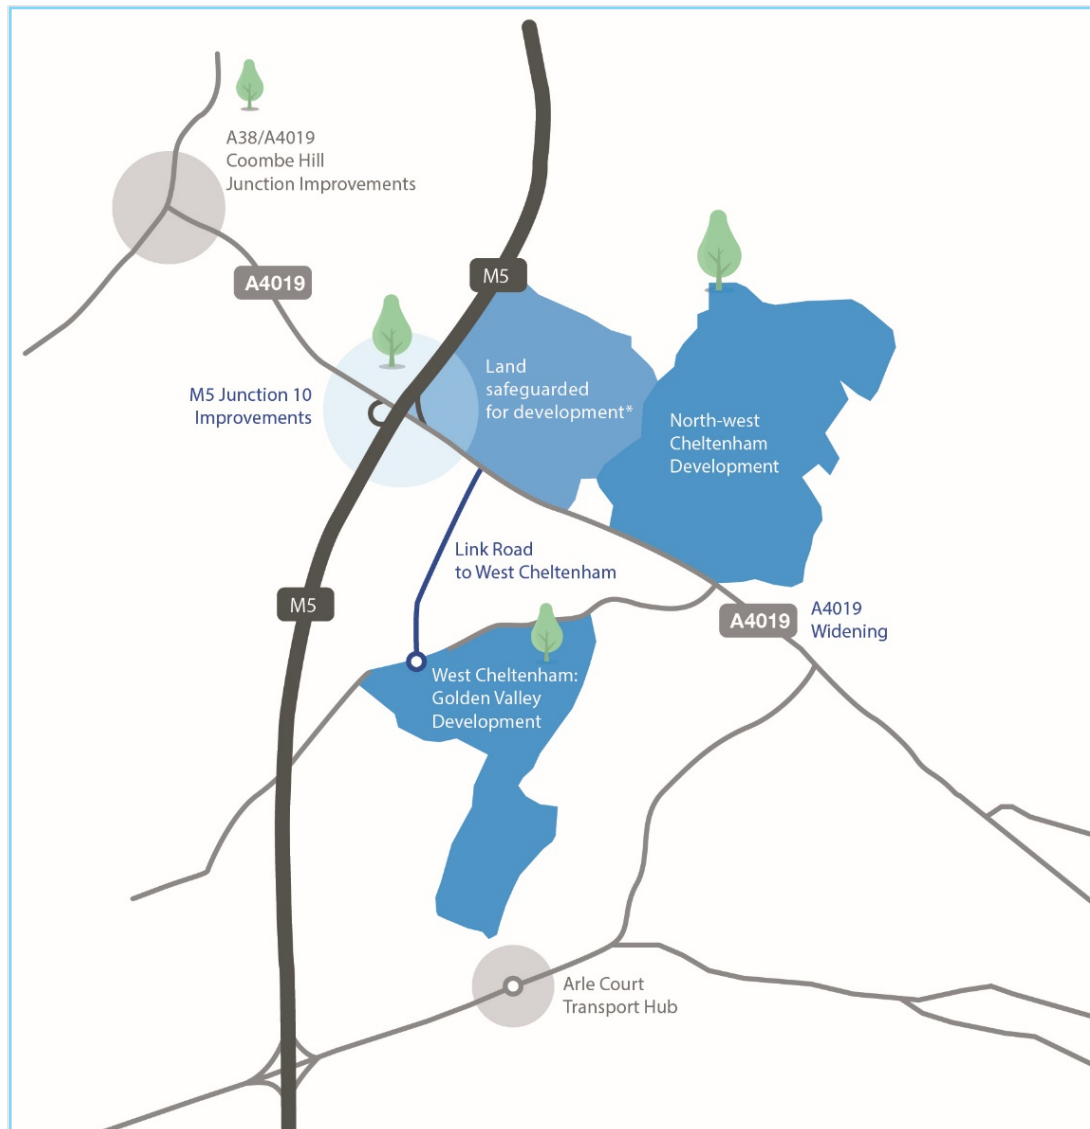 A38/A4019
Coombe Hill
Junction Improvements
A4019
M5
M5 Junction 10
Improvements
Land
safeguarded
for development*
North-west
Cheltenham
Development
Link Road
to West Cheltenham
M5
A4019
A4019
Widening
West Cheltenham:
Golden Valley
Development
Arle Court
Transport Hub